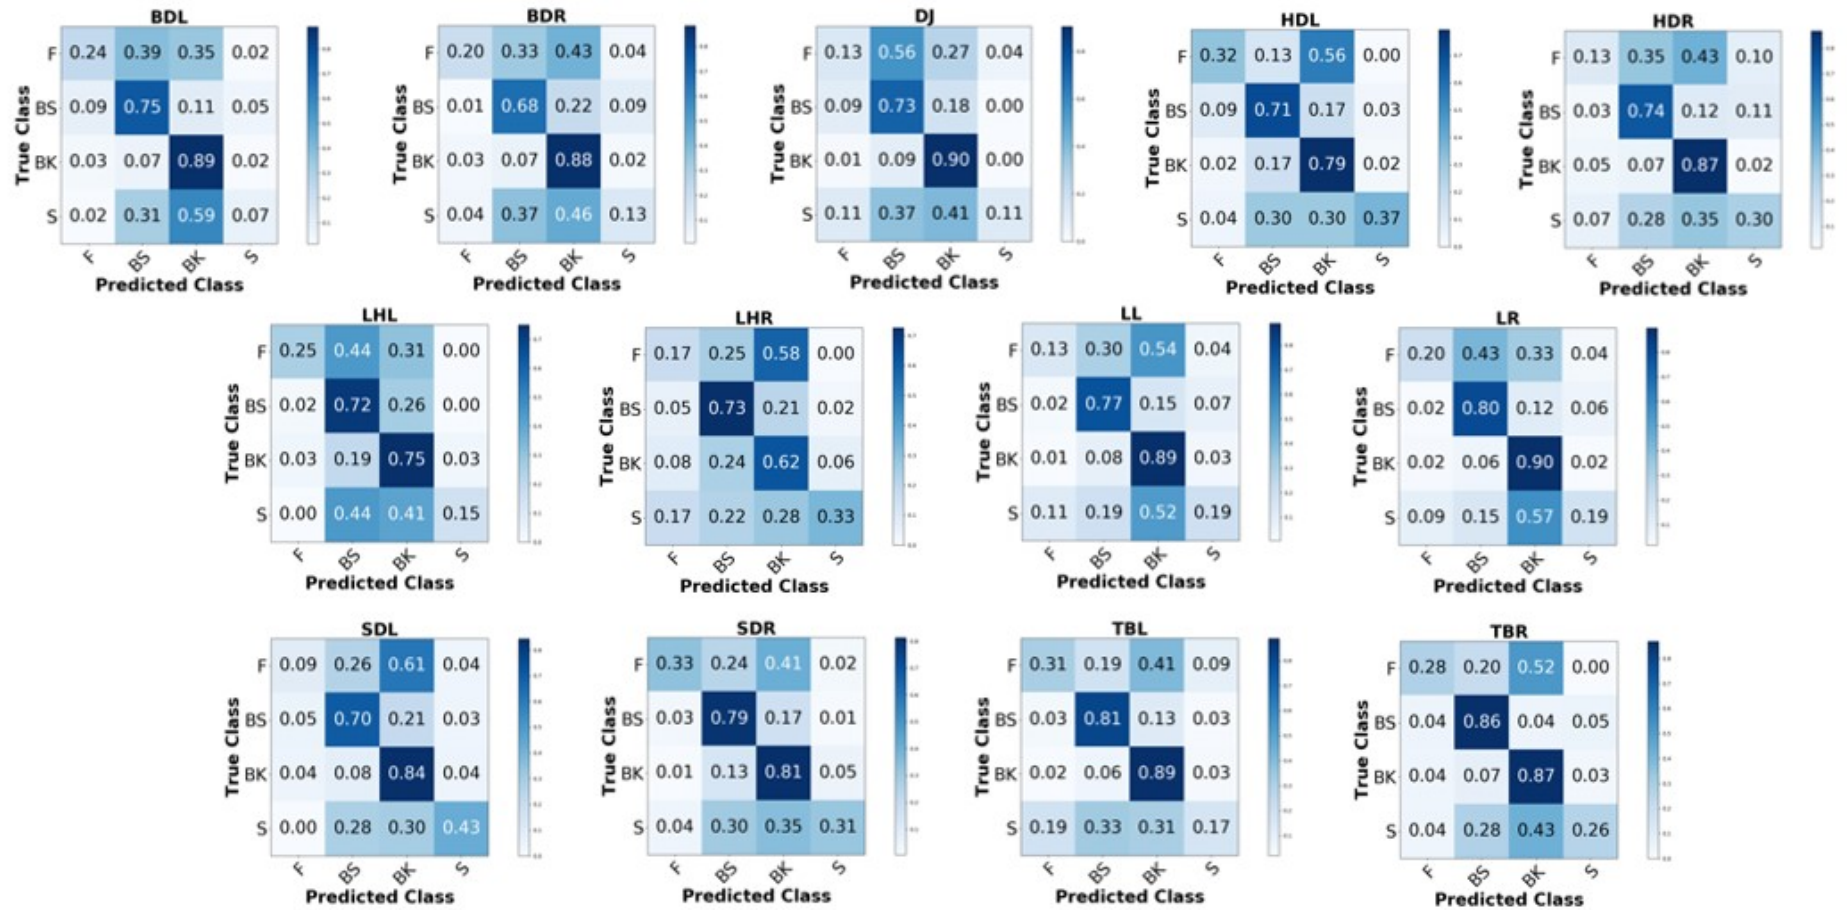 BDL
F 0.24 0.39 0.35 0.02
BS 0.09 0.75 0.11 0.05
BK 0.03 0.07 0.89 0.02
S 0.02 0.31 0.59 0.07
F BS BK S
True Class
Predicted Class
BDR
F 0.20 0.33 0.43 0.04
BS 0.01 0.68 0.22 0.09
BK 0.03 0.07 0.88 0.02
S 0.04 0.37 0.46 0.13
F BS BK S
True Class
Predicted Class
DJ
F 0.13 0.56 0.27 0.04
BS 0.09 0.73 0.18 0.00
BK 0.01 0.09 0.90 0.00
S 0.11 0.37 0.41 0.11
F BS BK S
True Class
Predicted Class
HDL
F 0.32 0.13 0.56 0.00
BS 0.09 0.71 0.17 0.03
BK 0.02 0.17 0.79 0.02
S 0.04 0.30 0.30 0.37
F BS BK S
True Class
Predicted Class
HDR
F 0.13 0.35 0.43 0.10
BS 0.03 0.74 0.12 0.11
BK 0.05 0.07 0.87 0.02
S 0.07 0.28 0.35 0.30
F BS BK S
True Class
Predicted Class
LHL
F 0.25 0.44 0.31 0.00
BS 0.02 0.72 0.26 0.00
BK 0.03 0.19 0.75 0.03
S 0.00 0.44 0.41 0.15
F BS BK S
True Class
Predicted Class
LHR
F 0.17 0.25 0.58 0.00
BS 0.05 0.73 0.21 0.02
BK 0.08 0.24 0.62 0.06
S 0.17 0.22 0.28 0.33
F BS BK S
True Class
Predicted Class
LL
F 0.13 0.30 0.54 0.04
BS 0.02 0.77 0.15 0.07
BK 0.01 0.08 0.89 0.03
S 0.11 0.19 0.52 0.19
F BS BK S
True Class
Predicted Class
LR
F 0.20 0.43 0.33 0.04
BS 0.02 0.80 0.12 0.06
BK 0.02 0.06 0.90 0.02
S 0.09 0.15 0.57 0.19
F BS BK S
True Class
Predicted Class
SDL
F 0.09 0.26 0.61 0.04
BS 0.05 0.70 0.21 0.03
BK 0.04 0.08 0.84 0.04
S 0.00 0.28 0.30 0.43
F BS BK S
True Class
Predicted Class
SDR
F 0.33 0.24 0.41 0.02
BS 0.03 0.79 0.17 0.01
BK 0.01 0.13 0.81 0.05
S 0.04 0.30 0.35 0.31
F BS BK S
True Class
Predicted Class
TBL
F 0.31 0.19 0.41 0.09
BS 0.03 0.81 0.13 0.03
BK 0.02 0.06 0.89 0.03
S 0.19 0.33 0.31 0.17
F BS BK S
True Class
Predicted Class
TBR
F 0.28 0.20 0.52 0.00
BS 0.04 0.86 0.04 0.05
BK 0.04 0.07 0.87 0.03
S 0.04 0.28 0.43 0.26
F BS BK S
True Class
Predicted Class